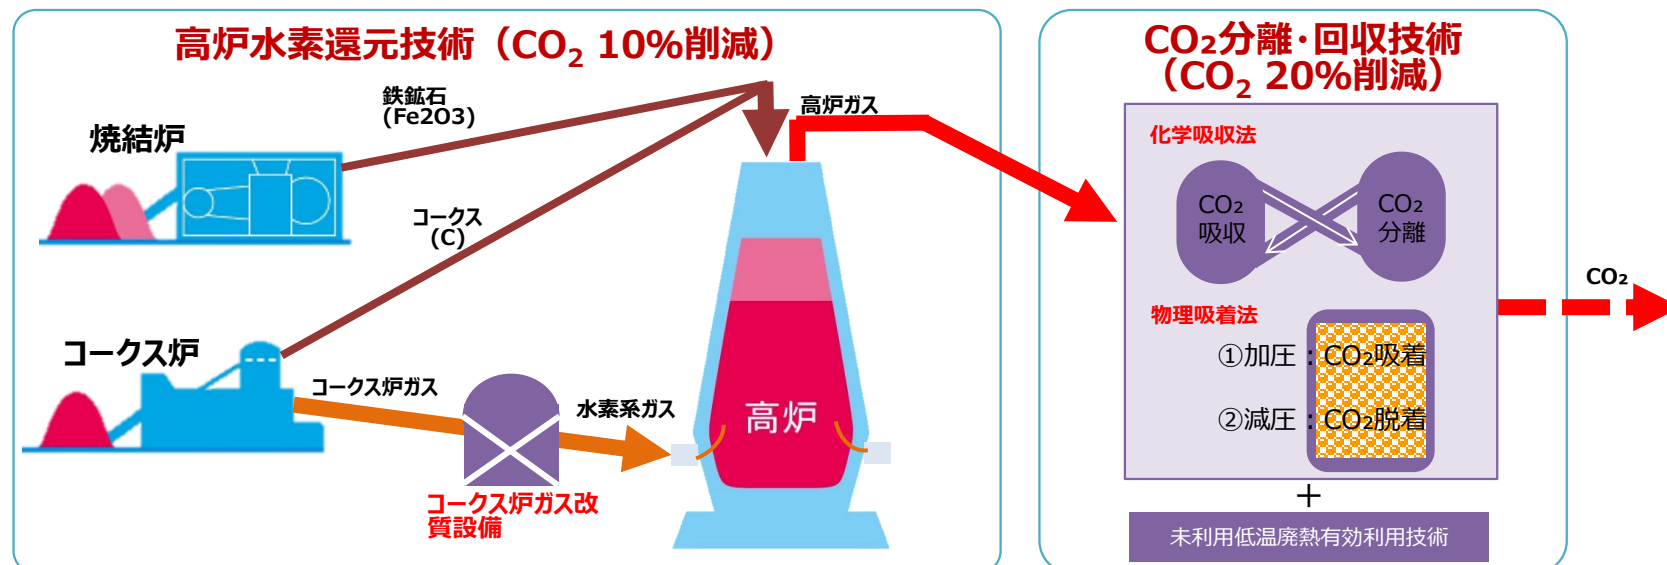 高炉水素還元技術（CO2 10%削減）
鉄鉱石
(Fe2O3)
焼結炉
コークス
(C)
コークス炉
コークス炉ガス
水素系ガス
コークス炉ガス改
質設備
高炉
高炉ガス
CO₂分離･回収技術
（CO2 20%削減）
化学吸収法
CO₂
吸収
CO₂
分離
物理吸着法
①加圧：CO₂吸着
②減圧：CO₂脱着
＋
未利用低温廃熱有効利用技術
CO₂